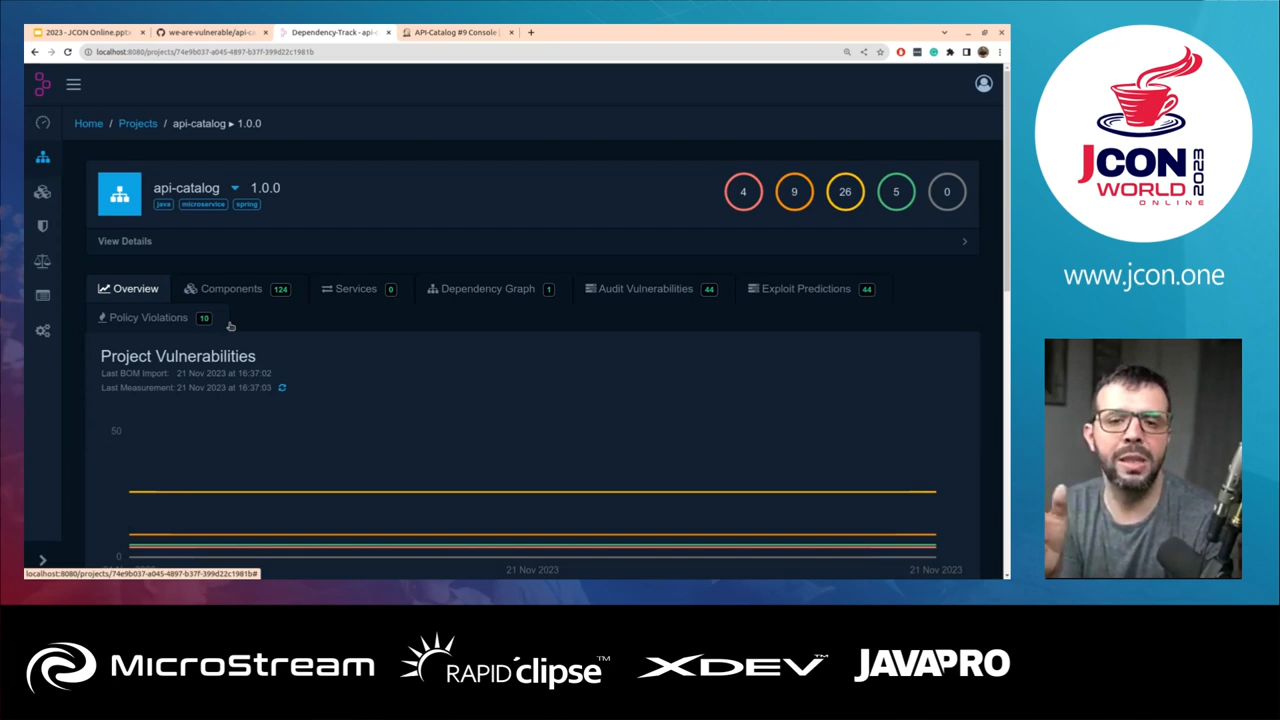 2023 - JCON Online.pptx
we-are-vulnerable/api-ca
Dependency-Track - api-c
API-Catalog #9 Console
localhost:8080/projects/74e9b037-a045-4897-b37f-399d22c1981b
Home / Projects / api-catalog ▸ 1.0.0
api-catalog 1.0.0
java microservice spring
4 9 26 5 0
View Details
Overview
Components 124
Services 0
Dependency Graph 1
Audit Vulnerabilities 44
Exploit Predictions 44
Policy Violations 10
Project Vulnerabilities
Last BOM Import: 21 Nov 2023 at 16:37:02
Last Measurement: 21 Nov 2023 at 16:37:03
50
0
21 Nov 2023
21 Nov 2023
localhost:8080/projects/74e9b037-a045-4897-b37f-399d22c1981b#
JCON
WORLD 2023
ONLINE
www.jcon.one
MicroStream
RAPID'clipse™
XDEV™
JAVAPRO